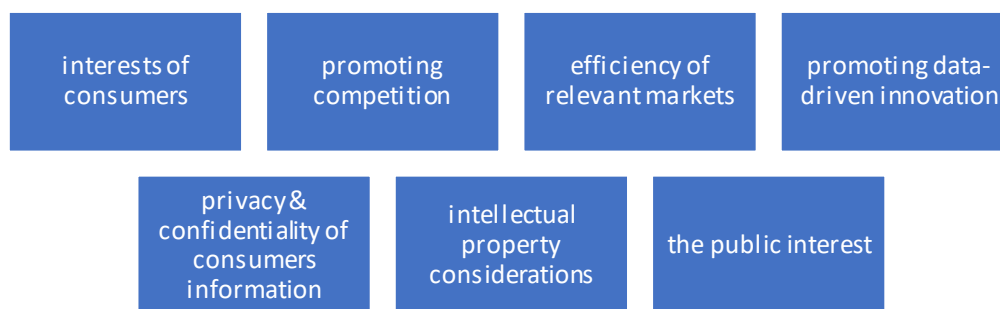 interests of
consumers
promoting
competition
efficiency of
relevant markets
promoting data-
driven innovation
privacy &
confidentiality of
consumers
information
intellectual
property
considerations
the public interest